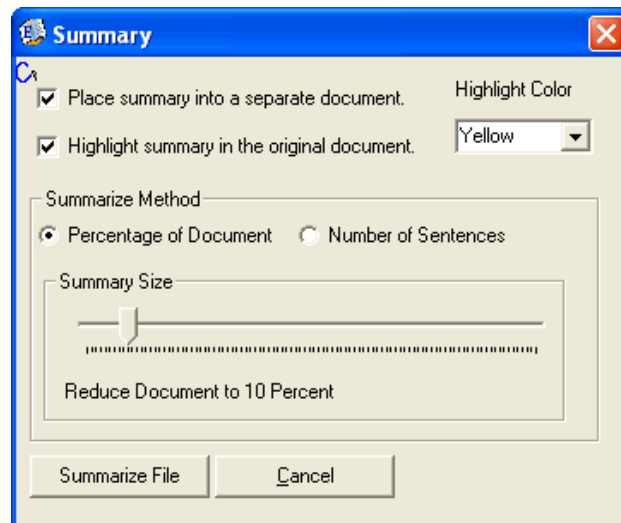 Summary
Place summary into a separate document.
Highlight Color
Highlight summary in the original document.
Yellow
Summarize Method
Percentage of Document
Number of Sentences
Summary Size
Reduce Document to 10 Percent
Summarize File
Cancel